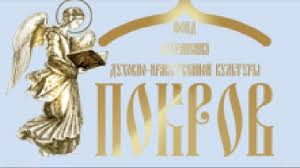 ФОНД
ПОДДЕРЖКИ
ДУХОВНО-НРАВСТВЕННОЙ КУЛЬТУРЫ
ПОКРОВ